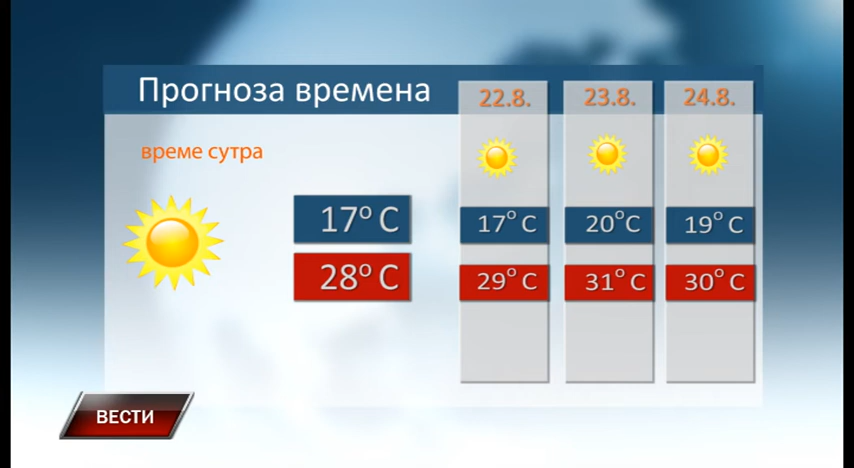 Прогноза времена
време сутра
17° C
28° C
22.8.
17° C
29° C
23.8.
20°C
31° C
24.8.
19° C
30° C
ВЕСТИ